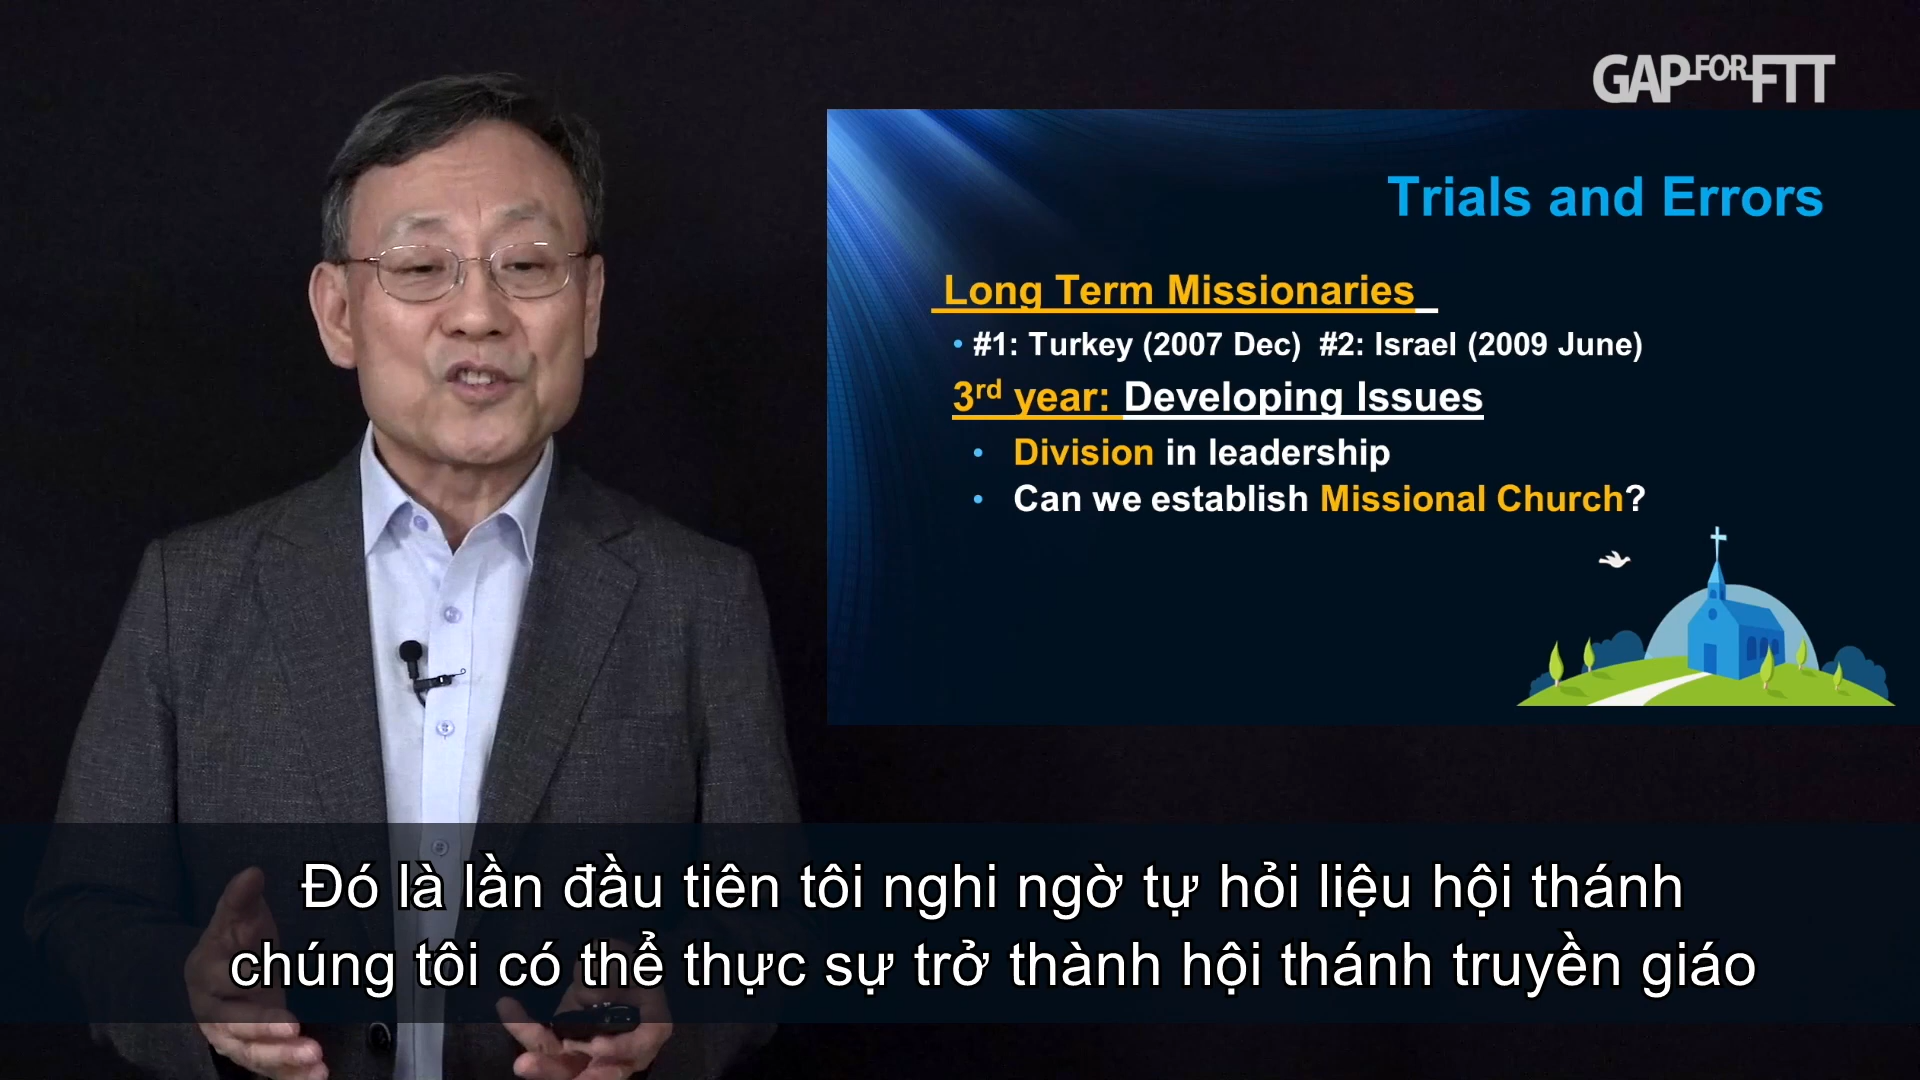 GAP FOR FTT
Trials and Errors
Long Term Missionaries
• #1: Turkey (2007 Dec) #2: Israel (2009 June)
3rd year: Developing Issues
• Division in leadership
• Can we establish Missional Church?
Đó là lần đầu tiên tôi nghi ngờ tự hỏi liệu hội thánh
chúng tôi có thể thực sự trở thành hội thánh truyền giáo